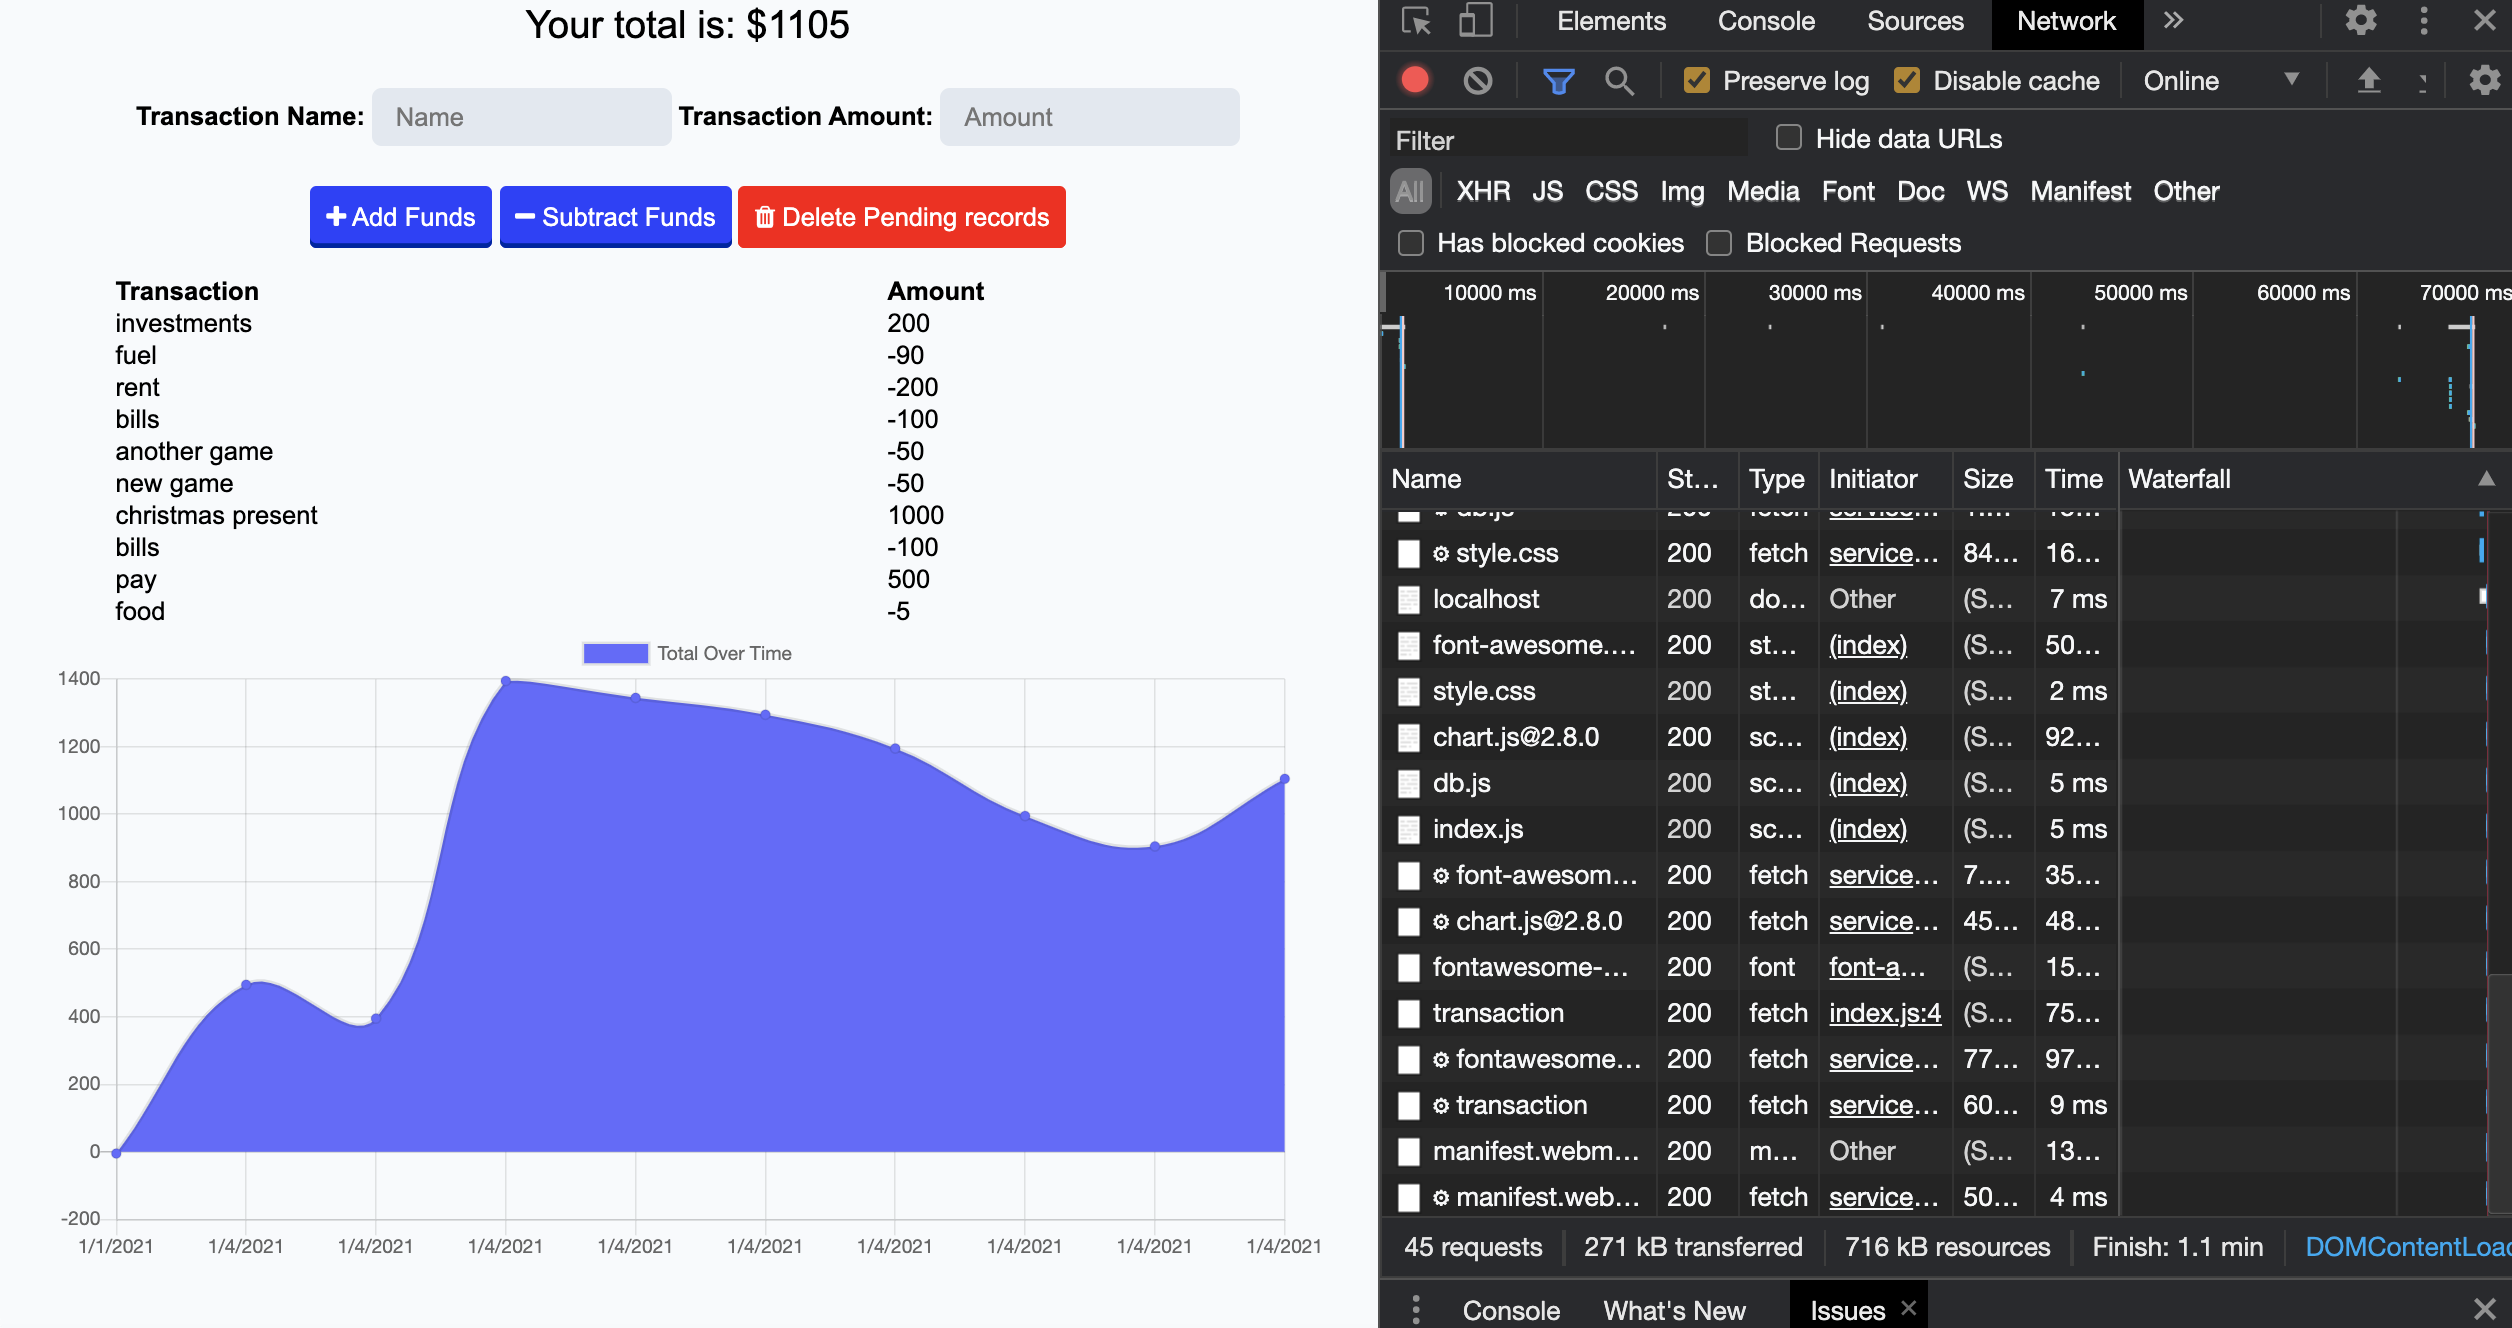 Your total is: $1105
Transaction Name: Name Transaction Amount: Amount
Add Funds Subtract Funds Delete Pending records
Transaction Amount
investments 200
fuel -90
rent -200
bills -100
another game -50
new game -50
christmas present 1000
bills -100
pay 500
food -5
Total Over Time
1400
1200
1000
800
600
400
200
0
-200
1/1/2021 1/4/2021 1/4/2021 1/4/2021 1/4/2021 1/4/2021 1/4/2021 1/4/2021 1/4/2021 1/4/2021
Elements Console Sources Network
Preserve log Disable cache Online
Filter Hide data URLs
All XHR JS CSS Img Media Font Doc WS Manifest Other
Has blocked cookies Blocked Requests
10000 ms 20000 ms 30000 ms 40000 ms 50000 ms 60000 ms 70000 ms
Name St... Type Initiator Size Time Waterfall
style.css 200 fetch service... 84... 16...
localhost 200 do... Other (S... 7 ms
font-awesome.... 200 st... (index) (S... 50...
style.css 200 st... (index) (S... 2 ms
chart.js@2.8.0 200 sc... (index) (S... 92...
db.js 200 sc... (index) (S... 5 ms
index.js 200 sc... (index) (S... 5 ms
font-awesom... 200 fetch service... 7.... 35...
chart.js@2.8.0 200 fetch service... 45... 48...
fontawesome-... 200 font font-a... (S... 15...
transaction 200 fetch index.js:4 (S... 75...
fontawesome... 200 fetch service... 77... 97...
transaction 200 fetch service... 60... 9 ms
manifest.webm... 200 m... Other (S... 13...
manifest.web... 200 fetch service... 50... 4 ms
45 requests 271 kB transferred 716 kB resources Finish: 1.1 min DOMContentLoad
Console What's New Issues